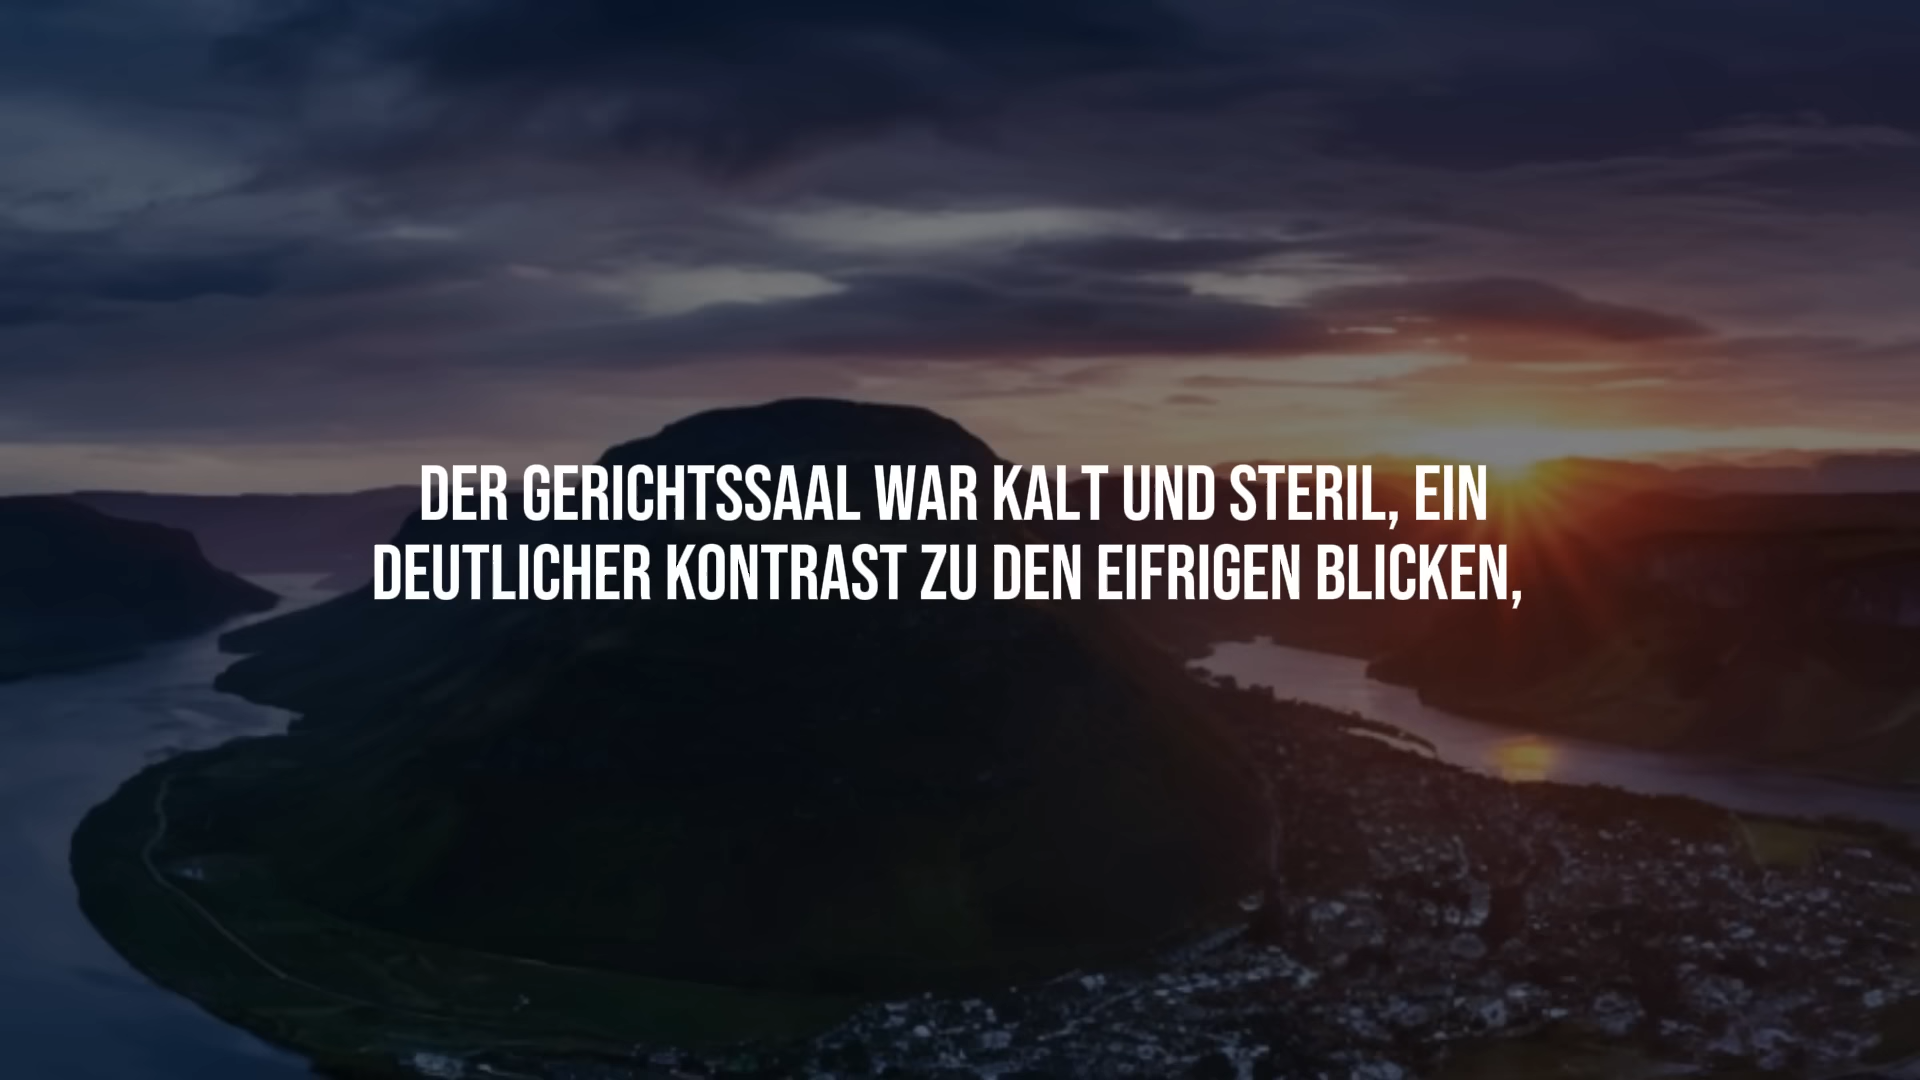 DER GERICHTSSAAL WAR KALT UND STERIL, EIN
DEUTLICHER KONTRAST ZU DEN EIFRIGEN BLICKEN,